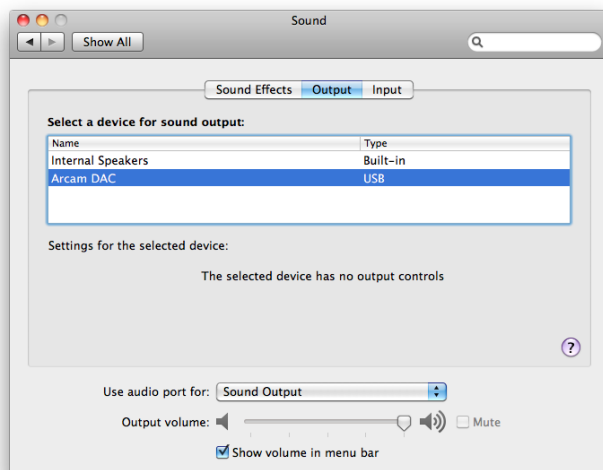 Sound
Show All
Sound Effects Output Input
Select a device for sound output:
Name Type
Internal Speakers Built-in
Arcam DAC USB
Settings for the selected device:
The selected device has no output controls
?
Use audio port for: Sound Output
Output volume: Mute
Show volume in menu bar